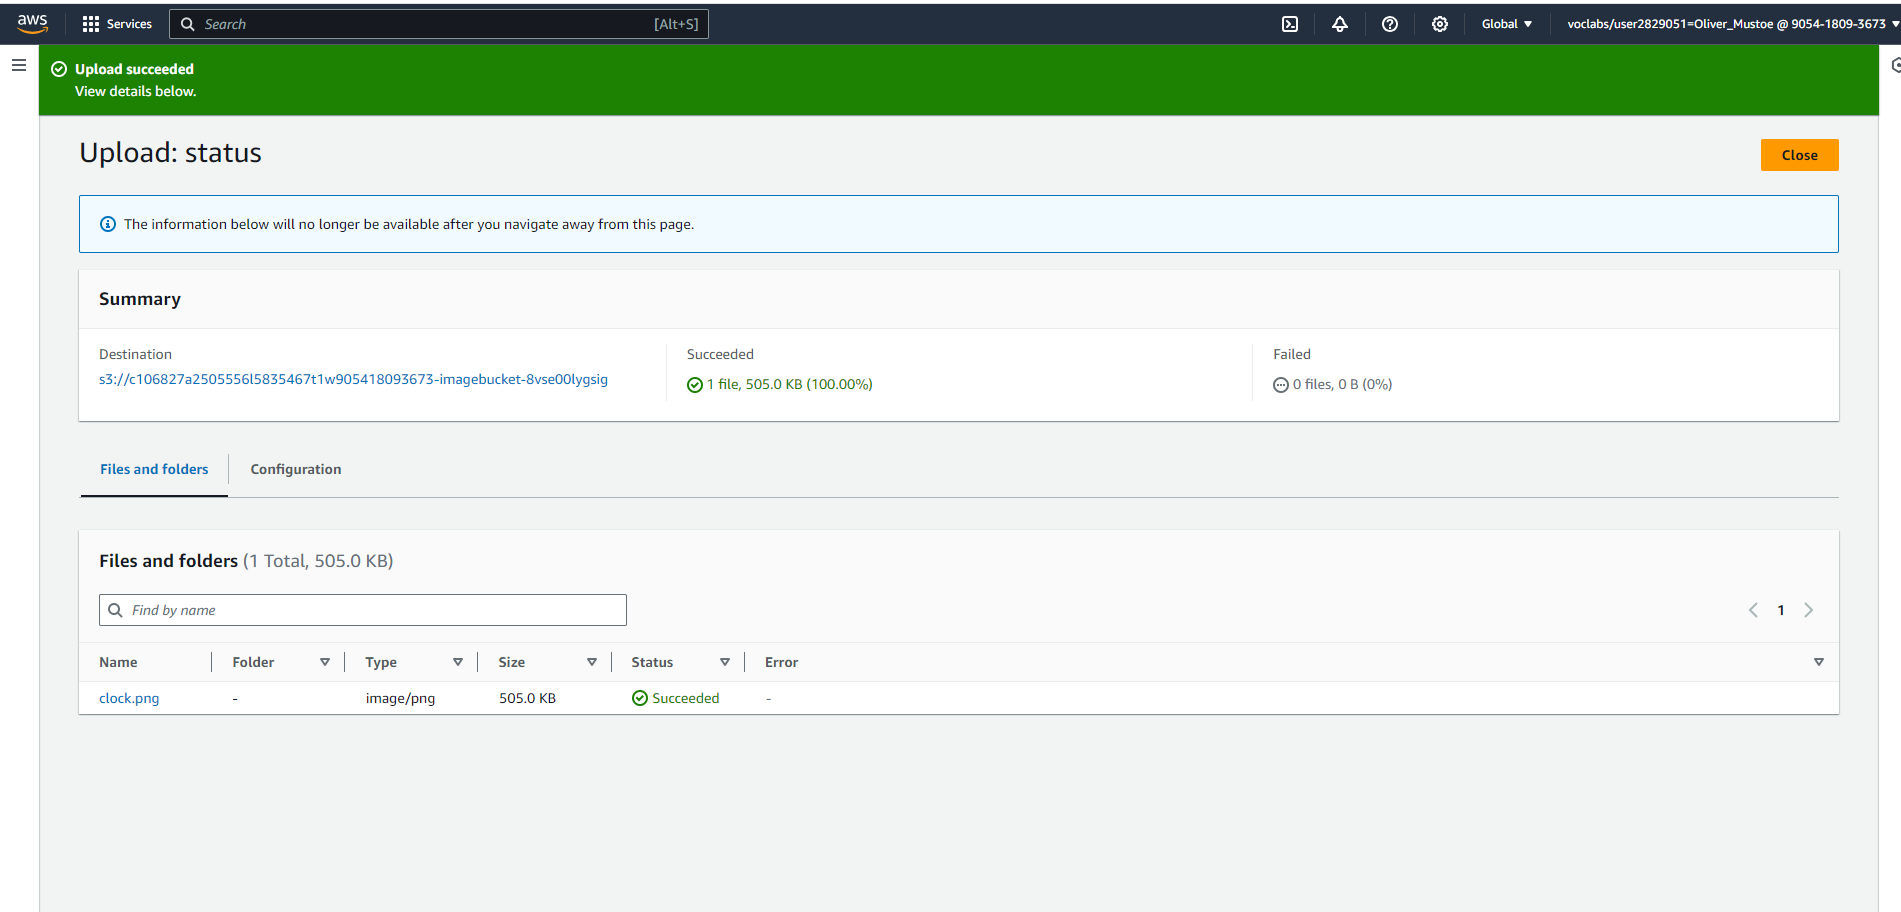 aws Services Search [Alt+S] Global voclabs/user2829051=Oliver_Mustoe @ 9054-1809-3673
Upload succeeded
View details below.
Upload: status
Close
The information below will no longer be available after you navigate away from this page.
Summary
Destination
s3://c106827a2505556l5835467t1w905418093673-imagebucket-8vse00lygsig
Succeeded
1 file, 505.0 KB (100.00%)
Failed
0 files, 0 B (0%)
Files and folders Configuration
Files and folders (1 Total, 505.0 KB)
Find by name
1
Name Folder Type Size Status Error
clock.png - image/png 505.0 KB Succeeded -